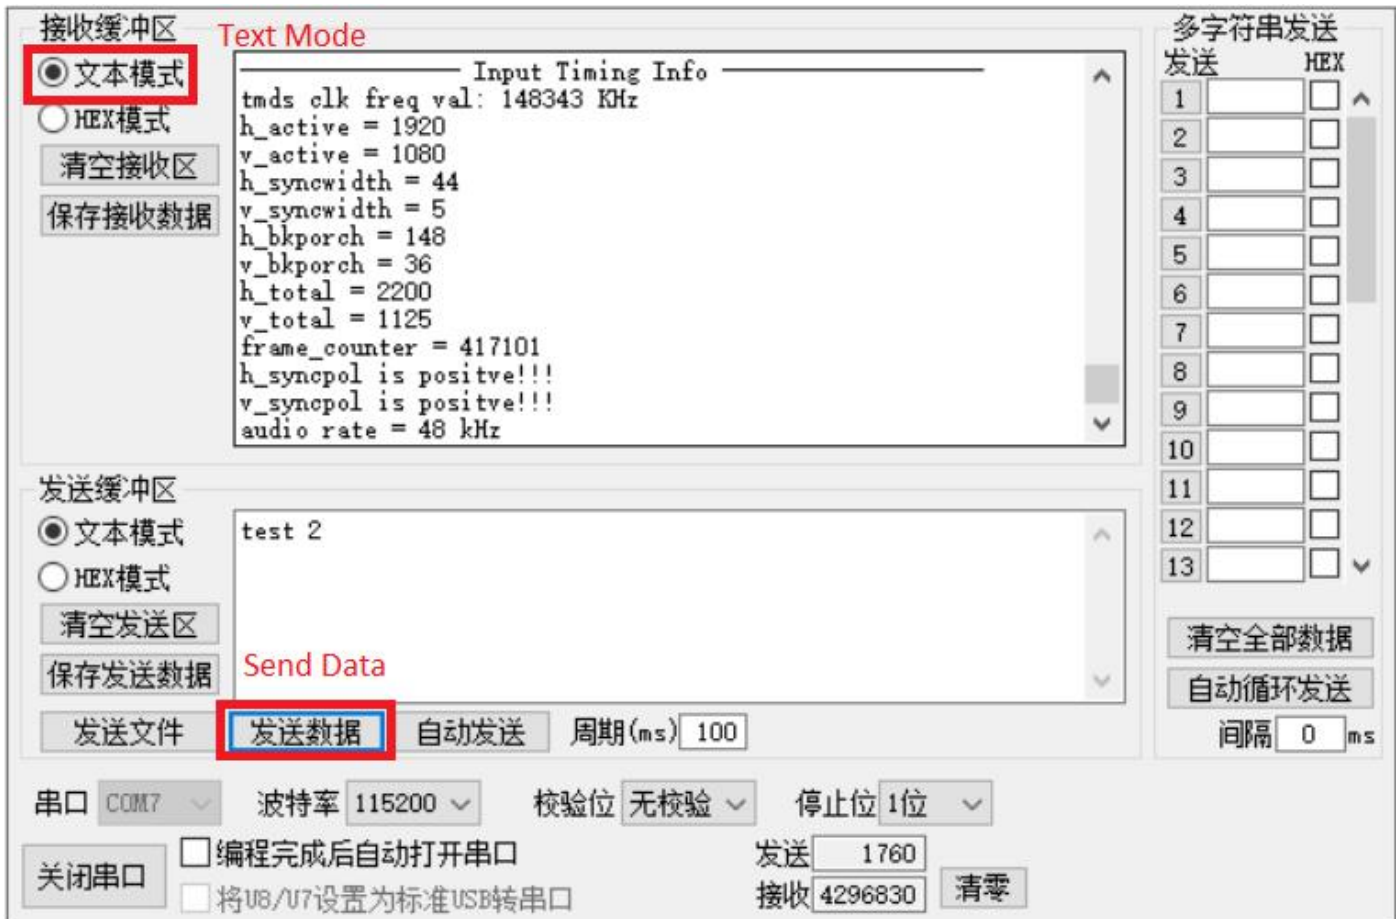 接收缓冲区
Text Mode
文本模式
HEX模式
清空接收区
保存接收数据
Input Timing Info
tmds clk freq val: 148343 KHz
h_active = 1920
v_active = 1080
h_syncwidth = 44
v_syncwidth = 5
h_bkporch = 148
v_bkporch = 36
h_total = 2200
v_total = 1125
frame_counter = 417101
h_syncpol is positve!!!
v_syncpol is positve!!!
audio rate = 48 kHz
发送缓冲区
文本模式
HEX模式
清空发送区
保存发送数据
test 2
Send Data
发送文件 发送数据 自动发送 周期(ms) 100
多字符串发送
发送 HEX
1
2
3
4
5
6
7
8
9
10
11
12
13
清空全部数据
自动循环发送
间隔 0 ms
串口 COM7 波特率 115200 校验位 无校验 停止位 1位
关闭串口
编程完成后自动打开串口
将U8/U7设置为标准USB转串口
发送 1760
接收 4296830 清零